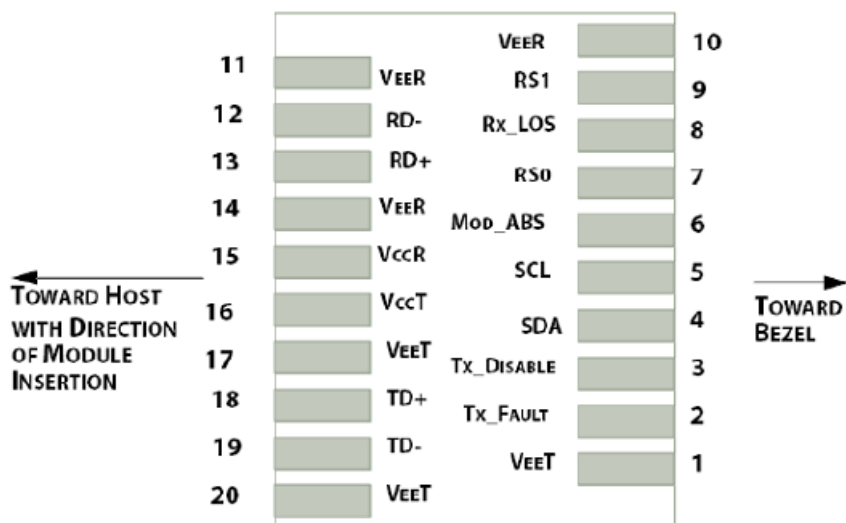 11 VEER
12 RD-
13 RD+
14 VEER
15 VCCR
16 VCCT
17 VEET
18 TD+
19 TD-
20 VEET
VEER 10
RS1 9
RX_LOS 8
RS0 7
MOD_ABS 6
SCL 5
SDA 4
TX_DISABLE 3
TX_FAULT 2
VEET 1
TOWARD HOST
WITH DIRECTION
OF MODULE
INSERTION
TOWARD
BEZEL